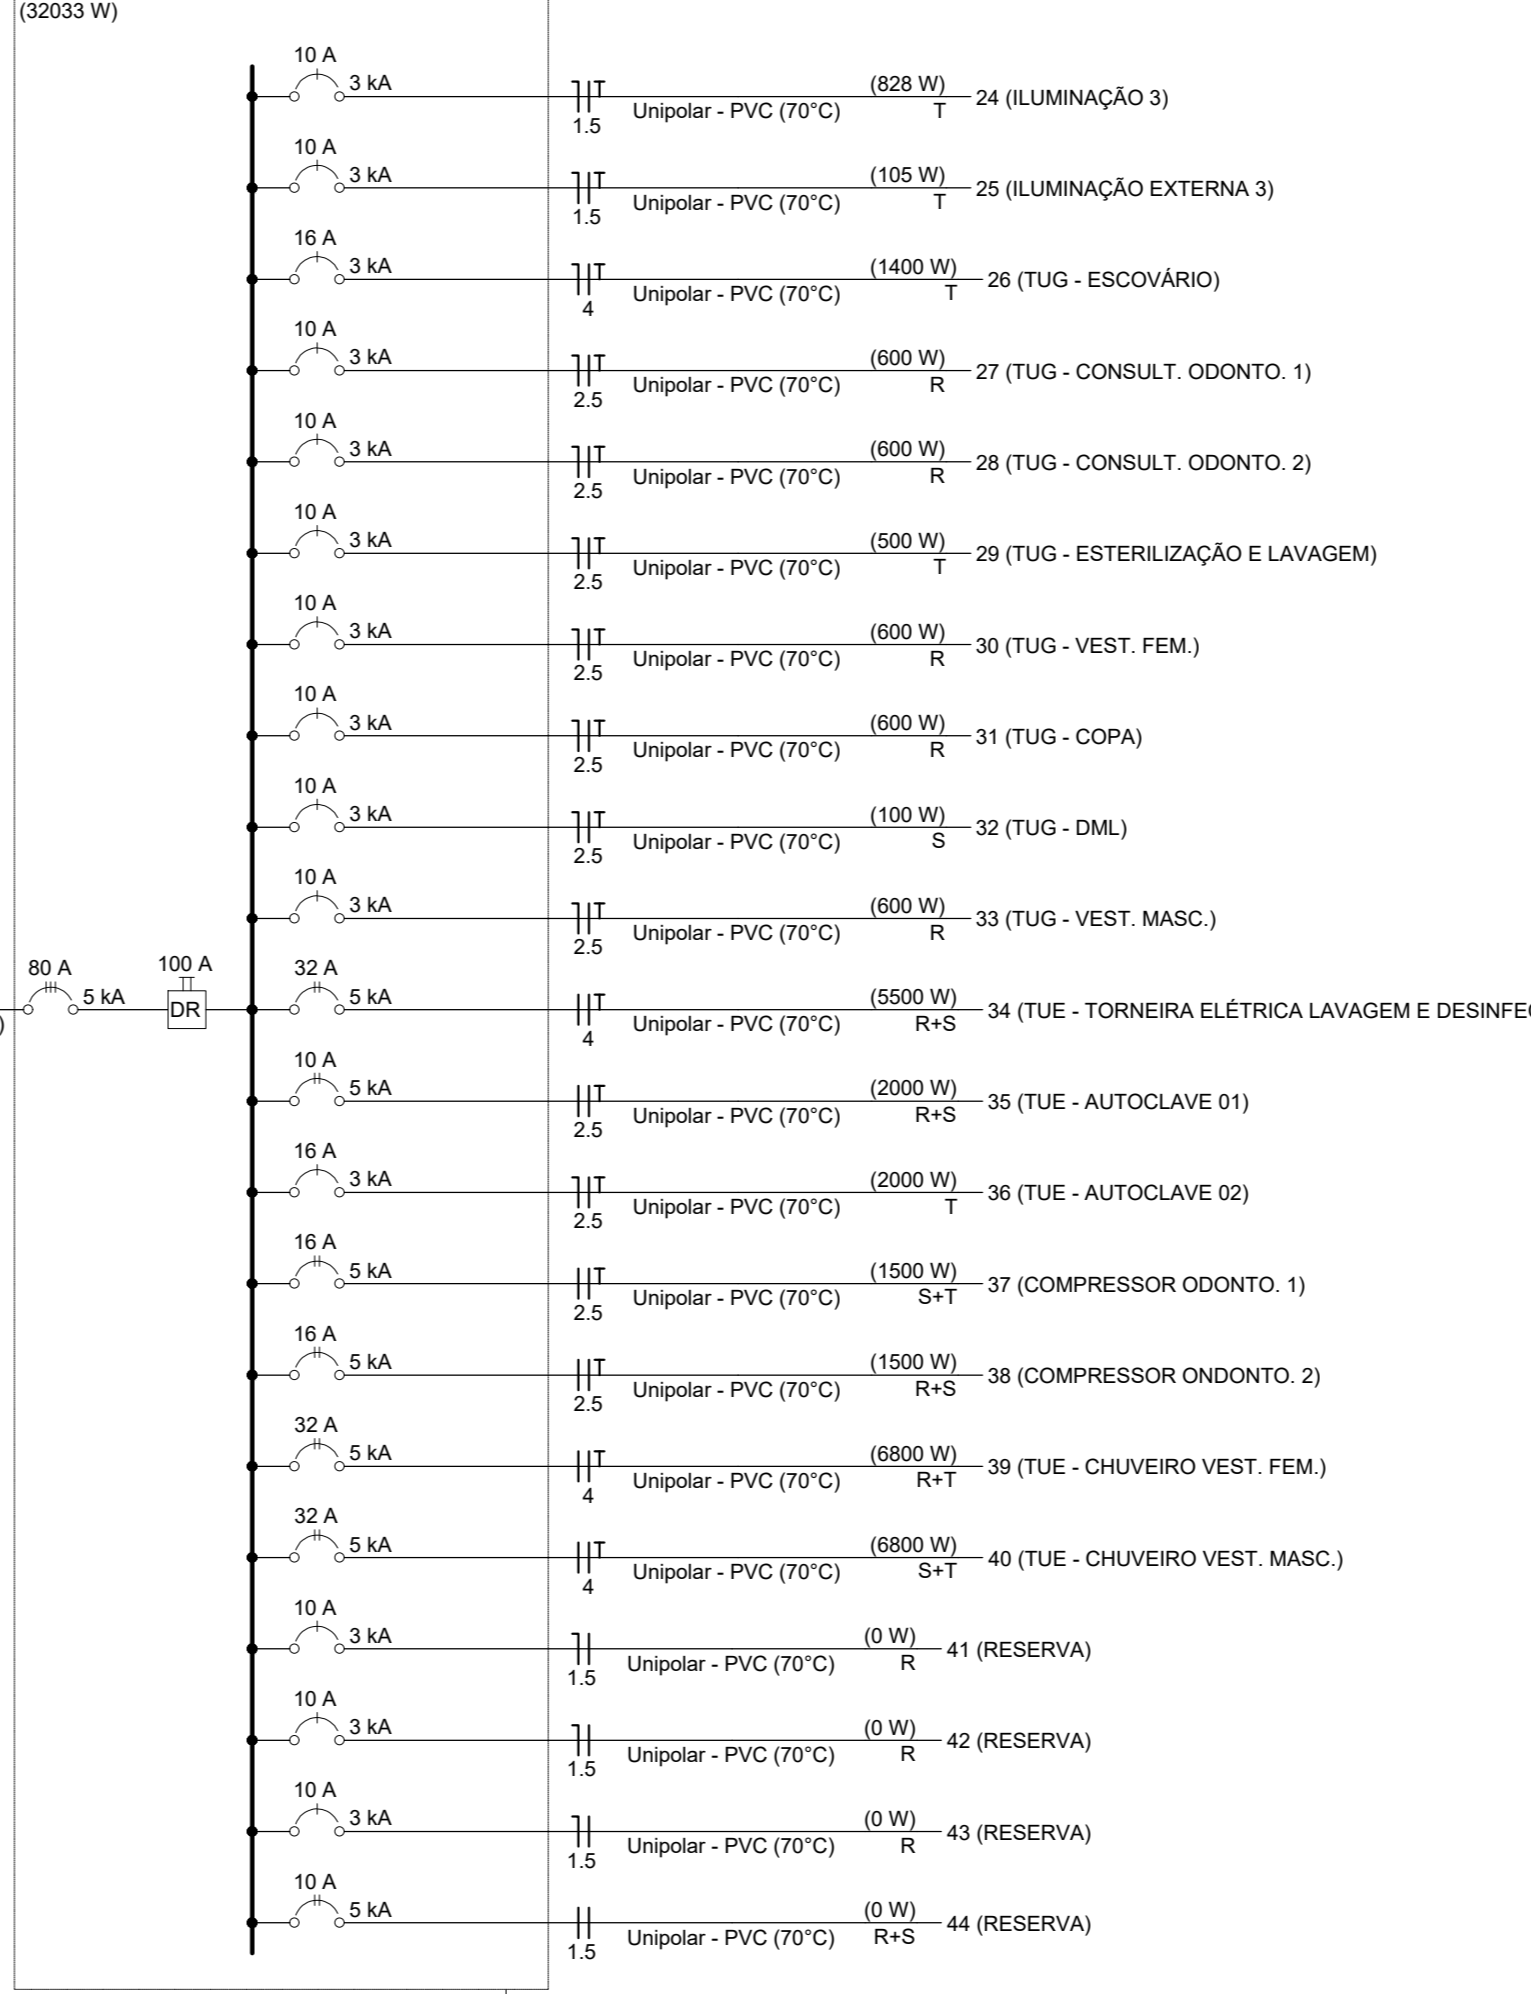 (32033 W)
10 A
3 kA
1.5
Unipolar - PVC (70°C)
(828 W)
T
24 (ILUMINAÇÃO 3)
10 A
3 kA
1.5
Unipolar - PVC (70°C)
(105 W)
T
25 (ILUMINAÇÃO EXTERNA 3)
16 A
3 kA
4
Unipolar - PVC (70°C)
(1400 W)
T
26 (TUG - ESCOVÁRIO)
10 A
3 kA
2.5
Unipolar - PVC (70°C)
(600 W)
R
27 (TUG - CONSULT. ODONTO. 1)
10 A
3 kA
2.5
Unipolar - PVC (70°C)
(600 W)
R
28 (TUG - CONSULT. ODONTO. 2)
10 A
3 kA
2.5
Unipolar - PVC (70°C)
(500 W)
T
29 (TUG - ESTERILIZAÇÃO E LAVAGEM)
10 A
3 kA
2.5
Unipolar - PVC (70°C)
(600 W)
R
30 (TUG - VEST. FEM.)
10 A
3 kA
2.5
Unipolar - PVC (70°C)
(600 W)
R
31 (TUG - COPA)
10 A
3 kA
2.5
Unipolar - PVC (70°C)
(100 W)
S
32 (TUG - DML)
10 A
3 kA
2.5
Unipolar - PVC (70°C)
(600 W)
R
33 (TUG - VEST. MASC.)
80 A
5 kA
)
100 A
DR
32 A
5 kA
4
Unipolar - PVC (70°C)
(5500 W)
R+S
34 (TUE - TORNEIRA ELÉTRICA LAVAGEM E DESINFE
10 A
5 kA
2.5
Unipolar - PVC (70°C)
(2000 W)
R+S
35 (TUE - AUTOCLAVE 01)
16 A
3 kA
2.5
Unipolar - PVC (70°C)
(2000 W)
T
36 (TUE - AUTOCLAVE 02)
16 A
5 kA
2.5
Unipolar - PVC (70°C)
(1500 W)
S+T
37 (COMPRESSOR ODONTO. 1)
16 A
5 kA
2.5
Unipolar - PVC (70°C)
(1500 W)
R+S
38 (COMPRESSOR ONDONTO. 2)
32 A
5 kA
4
Unipolar - PVC (70°C)
(6800 W)
R+T
39 (TUE - CHUVEIRO VEST. FEM.)
32 A
5 kA
4
Unipolar - PVC (70°C)
(6800 W)
S+T
40 (TUE - CHUVEIRO VEST. MASC.)
10 A
3 kA
1.5
Unipolar - PVC (70°C)
(0 W)
R
41 (RESERVA)
10 A
3 kA
1.5
Unipolar - PVC (70°C)
(0 W)
R
42 (RESERVA)
10 A
3 kA
1.5
Unipolar - PVC (70°C)
(0 W)
R
43 (RESERVA)
10 A
5 kA
1.5
Unipolar - PVC (70°C)
(0 W)
R+S
44 (RESERVA)